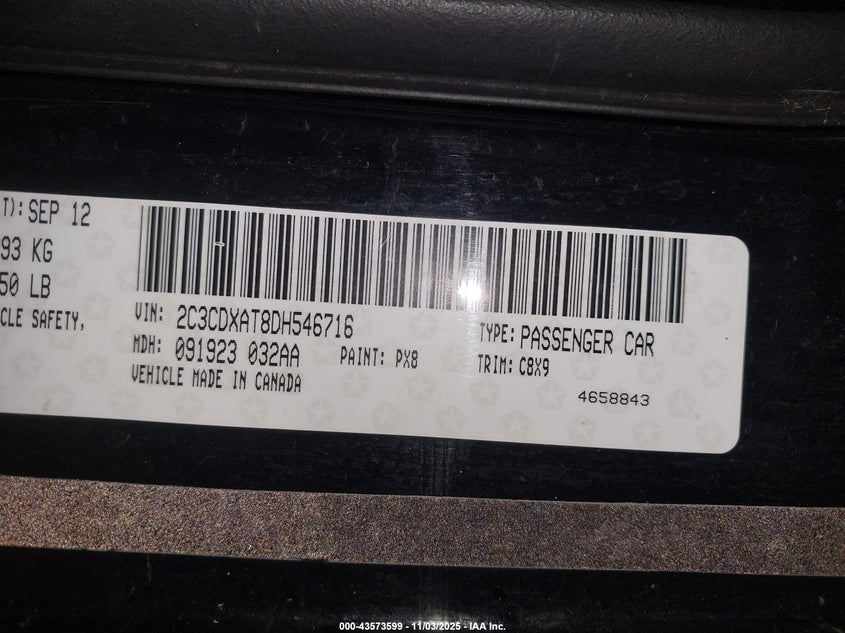 T): SEP 12
93 KG
50 LB
CLE SAFETY,
VIN: 2C3CDXAT8DH546716
TYPE: PASSENGER CAR
MDH: 091923 032AA
PAINT: PX8
TRIM: C8X9
VEHICLE MADE IN CANADA
4658843
000-43573599 - 11/03/2025 - IAA Inc.